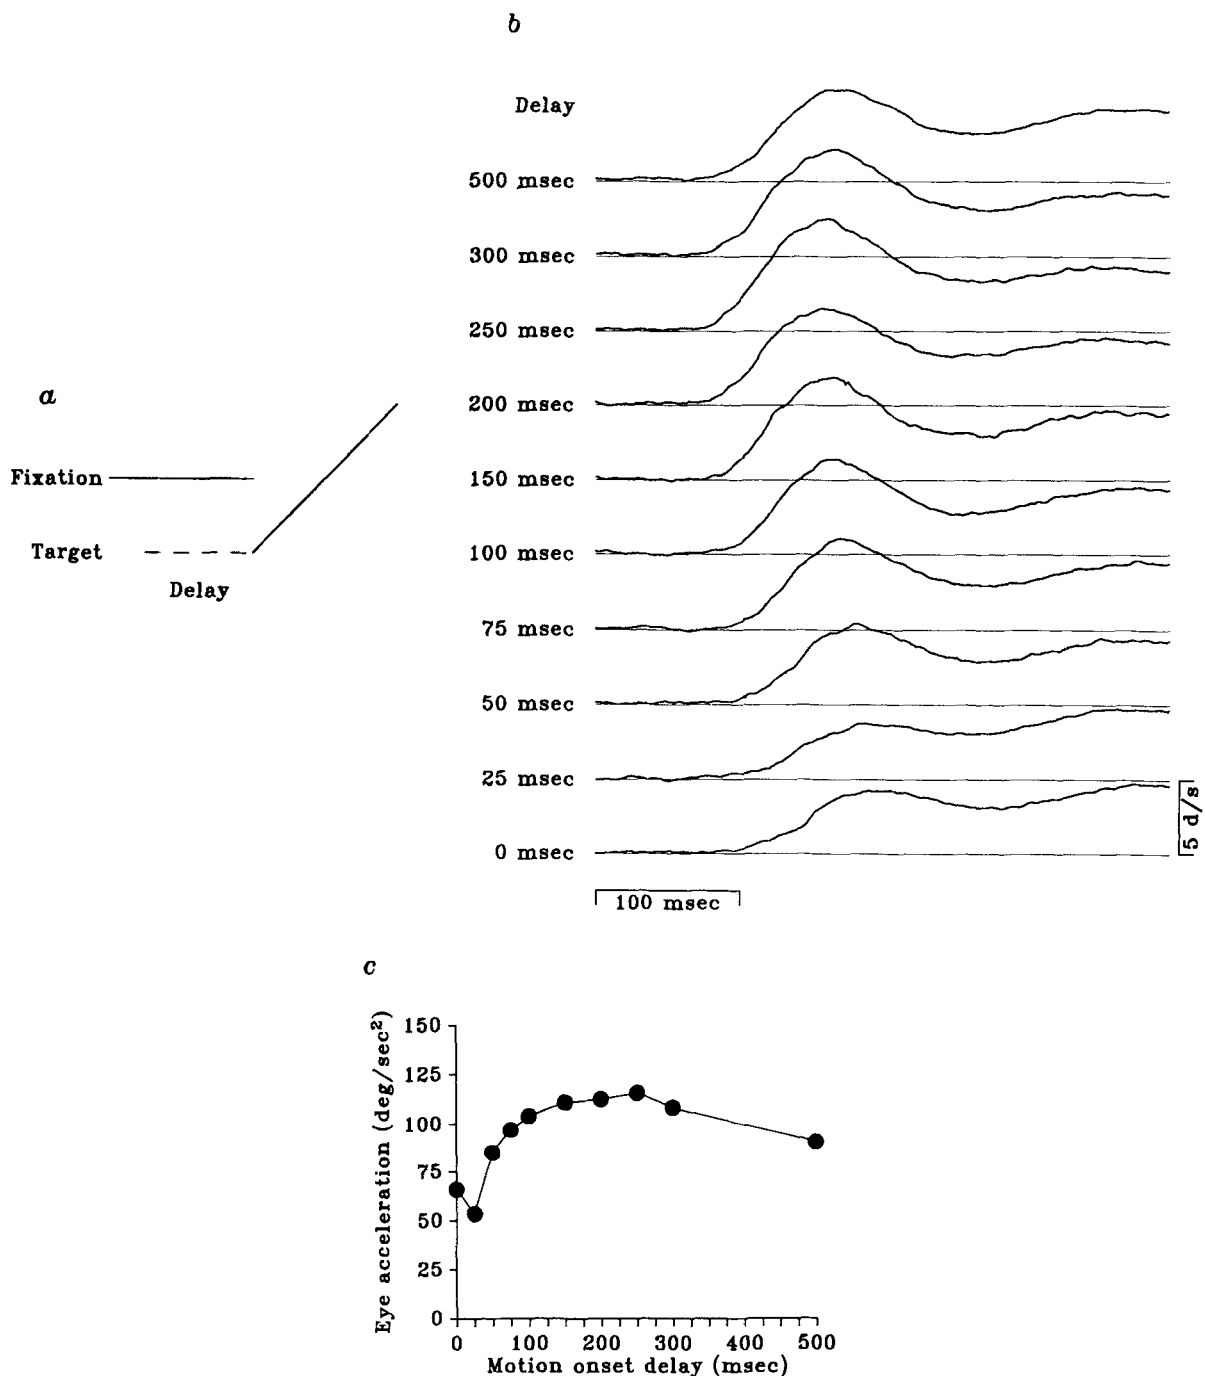 a
Fixation
Target
Delay
b
Delay
500 msec
300 msec
250 msec
200 msec
150 msec
100 msec
75 msec
50 msec
25 msec
0 msec
5 d/s
100 msec
c
Eye acceleration (deg/sec²)
150
125
100
75
50
25
0
0 100 200 300 400 500
Motion onset delay (msec)